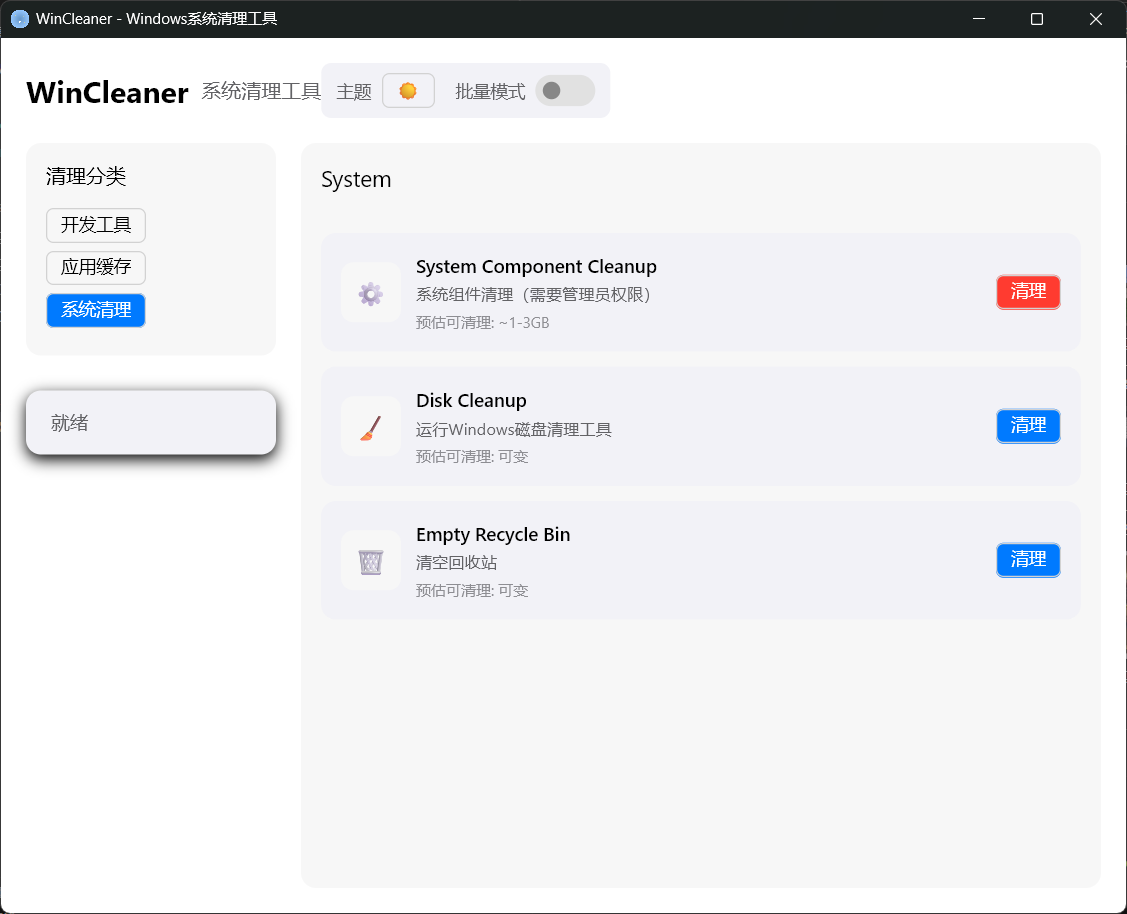 WinCleaner - Windows系统清理工具
WinCleaner 系统清理工具 主题 批量模式
清理分类
开发工具
应用缓存
系统清理
就绪
System
System Component Cleanup
系统组件清理（需要管理员权限）
预估可清理: ~1-3GB
清理
Disk Cleanup
运行Windows磁盘清理工具
预估可清理: 可变
清理
Empty Recycle Bin
清空回收站
预估可清理: 可变
清理